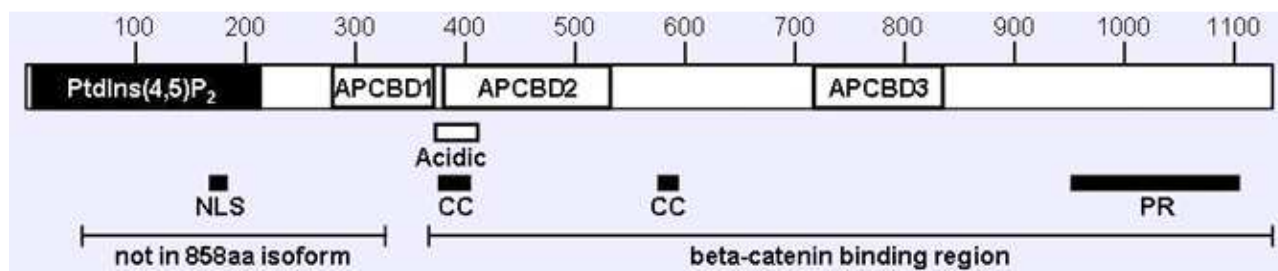 100 200 300 400 500 600 700 800 900 1000 1100
PtdIns(4,5)P₂ APCBD1 APCBD2 APCBD3
Acidic
NLS CC CC PR
not in 858aa isoform beta-catenin binding region